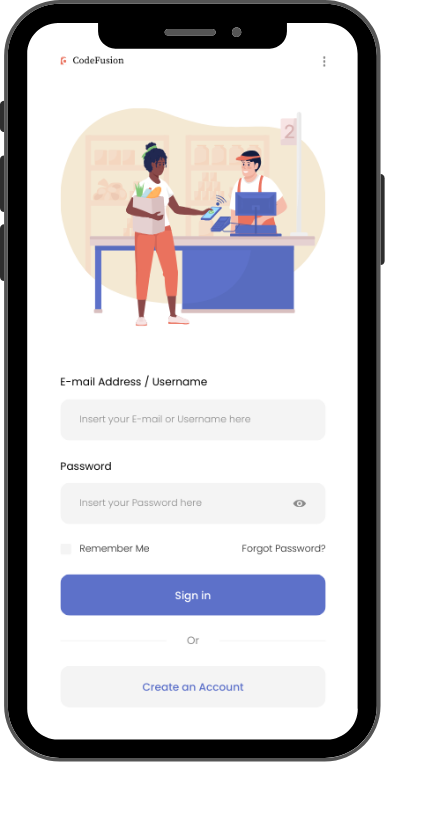 CodeFusion
2
E-mail Address / Username
Insert your E-mail or Username here
Password
Insert your Password here
Remember Me
Forgot Password?
Sign in
Or
Create an Account